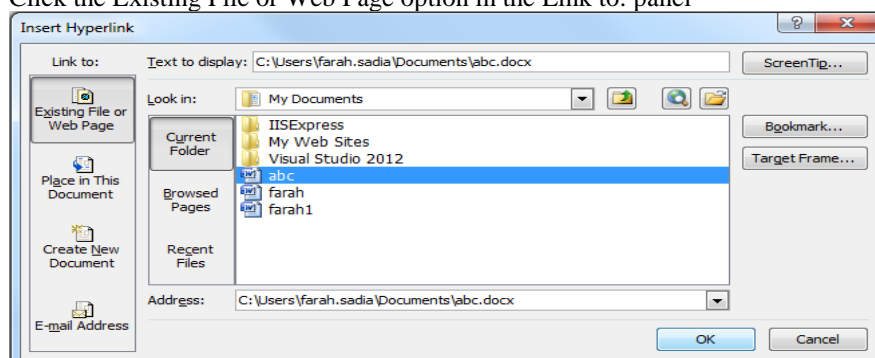 Click the Existing File or Web Page option in the Link to: panel
Insert Hyperlink
Link to:
Text to display: C:\Users\farah.sadia\Documents\abc.docx
ScreenTip...
Existing File or
Web Page
Look in: My Documents
Current
Folder
IISExpress
My Web Sites
Visual Studio 2012
abc
farah
farah1
Bookmark...
Target Frame...
Place in This
Document
Browsed
Pages
Create New
Document
Recent
Files
E-mail Address
Address: C:\Users\farah.sadia\Documents\abc.docx
OK Cancel